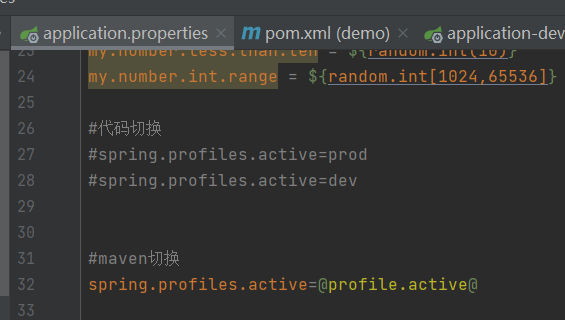 es
application.properties
pom.xml (demo)
application-dev
23 my.number.less.than.ten = ${random.int(10)}
24 my.number.int.range = ${random.int[1024,65536]}
25
26 #代码切换
27 #spring.profiles.active=prod
28 #spring.profiles.active=dev
29
30
31 #maven切换
32 spring.profiles.active=@profile.active@
33